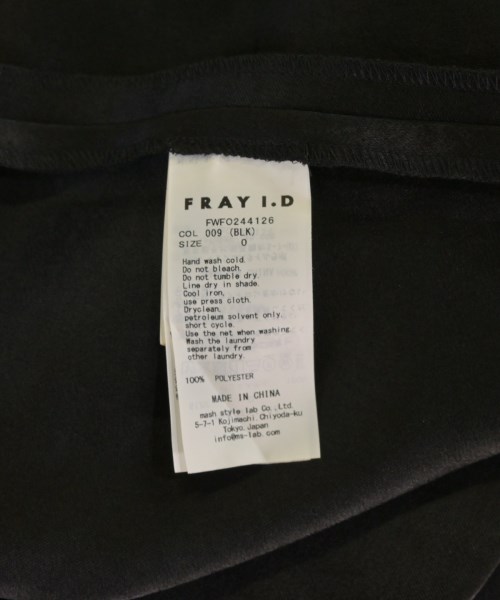 FRAY I.D
FWFO244126
COL 009 (BLK)
SIZE 0
Hand wash cold.
Do not bleach.
Do not tumble dry.
Line dry in shade.
Cool iron,
use press cloth.
Dryclean,
petroleum solvent only,
short cycle.
Use the net when washing.
Wash the laundry
separately from
other laundry.
100% POLYESTER
MADE IN CHINA
mash style lab Co., Ltd.
5-7-1 Kojimachi, Chiyoda-ku
Tokyo, Japan
info@ms-lab.com